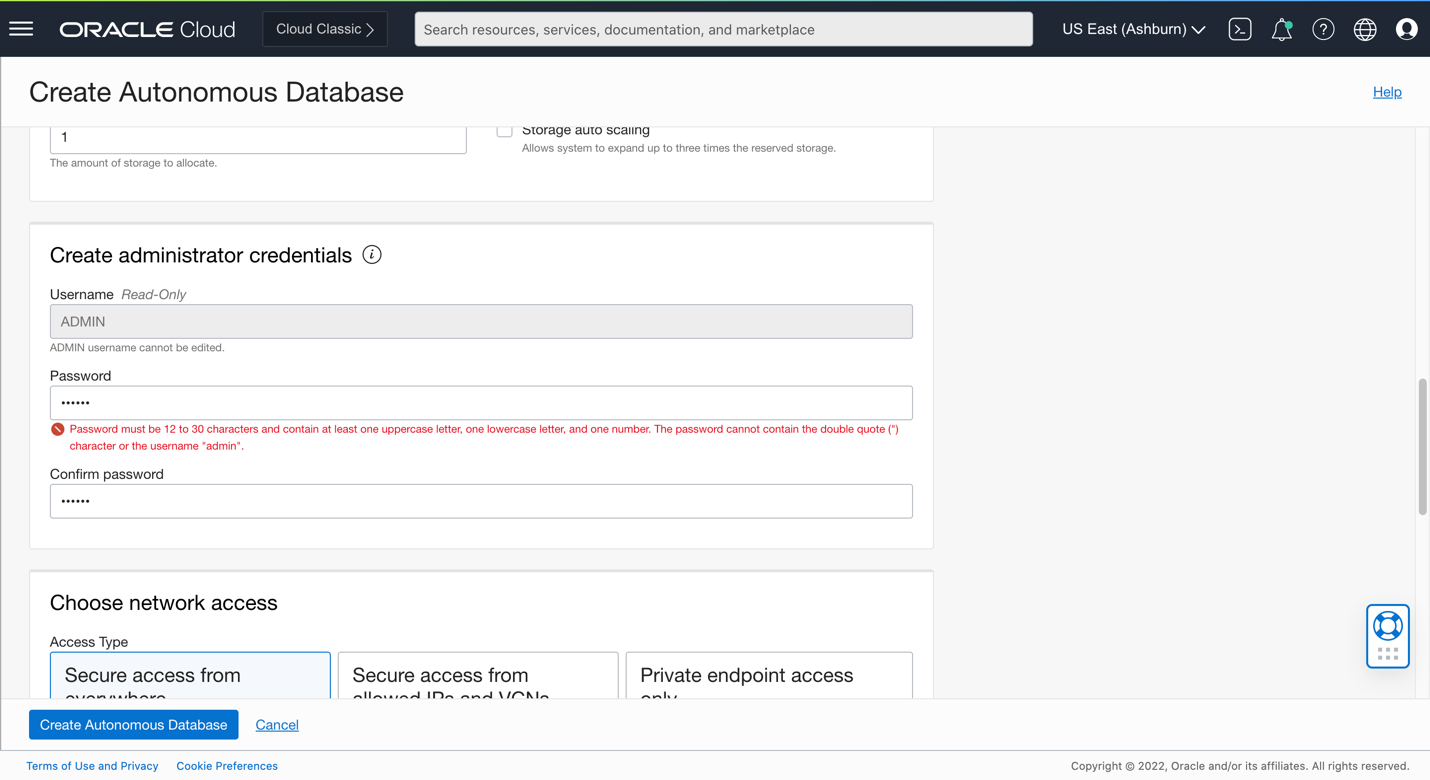 ORACLE Cloud
Cloud Classic
Search resources, services, documentation, and marketplace
US East (Ashburn)
Create Autonomous Database
Help
1
Storage auto scaling
The amount of storage to allocate.
Allows system to expand up to three times the reserved storage.
Create administrator credentials
Username Read-Only
ADMIN
ADMIN username cannot be edited.
Password
••••••
Password must be 12 to 30 characters and contain at least one uppercase letter, one lowercase letter, and one number. The password cannot contain the double quote (")
character or the username "admin".
Confirm password
••••••
Choose network access
Access Type
Secure access from
everywhere
Secure access from
allowed IPs and VCNs
Private endpoint access
only
Create Autonomous Database
Cancel
Terms of Use and Privacy
Cookie Preferences
Copyright © 2022, Oracle and/or its affiliates. All rights reserved.